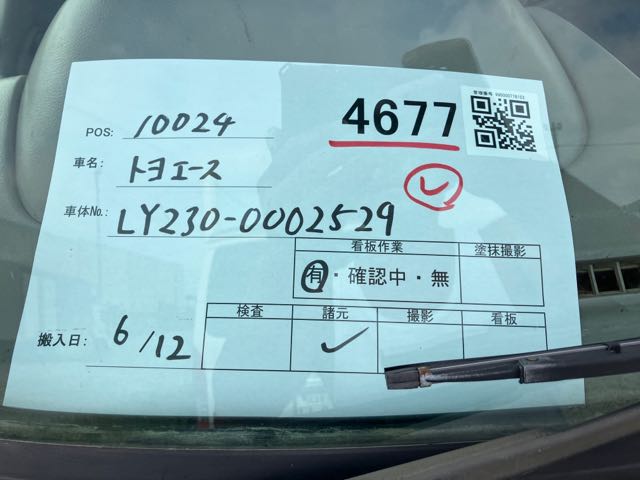 POS: 10024
4677
車名: トヨエース
車体No.: LY230-0002529
看板作業 塗抹撮影
有・確認中・無
検査 諸元 撮影 看板
搬入日: 6/12